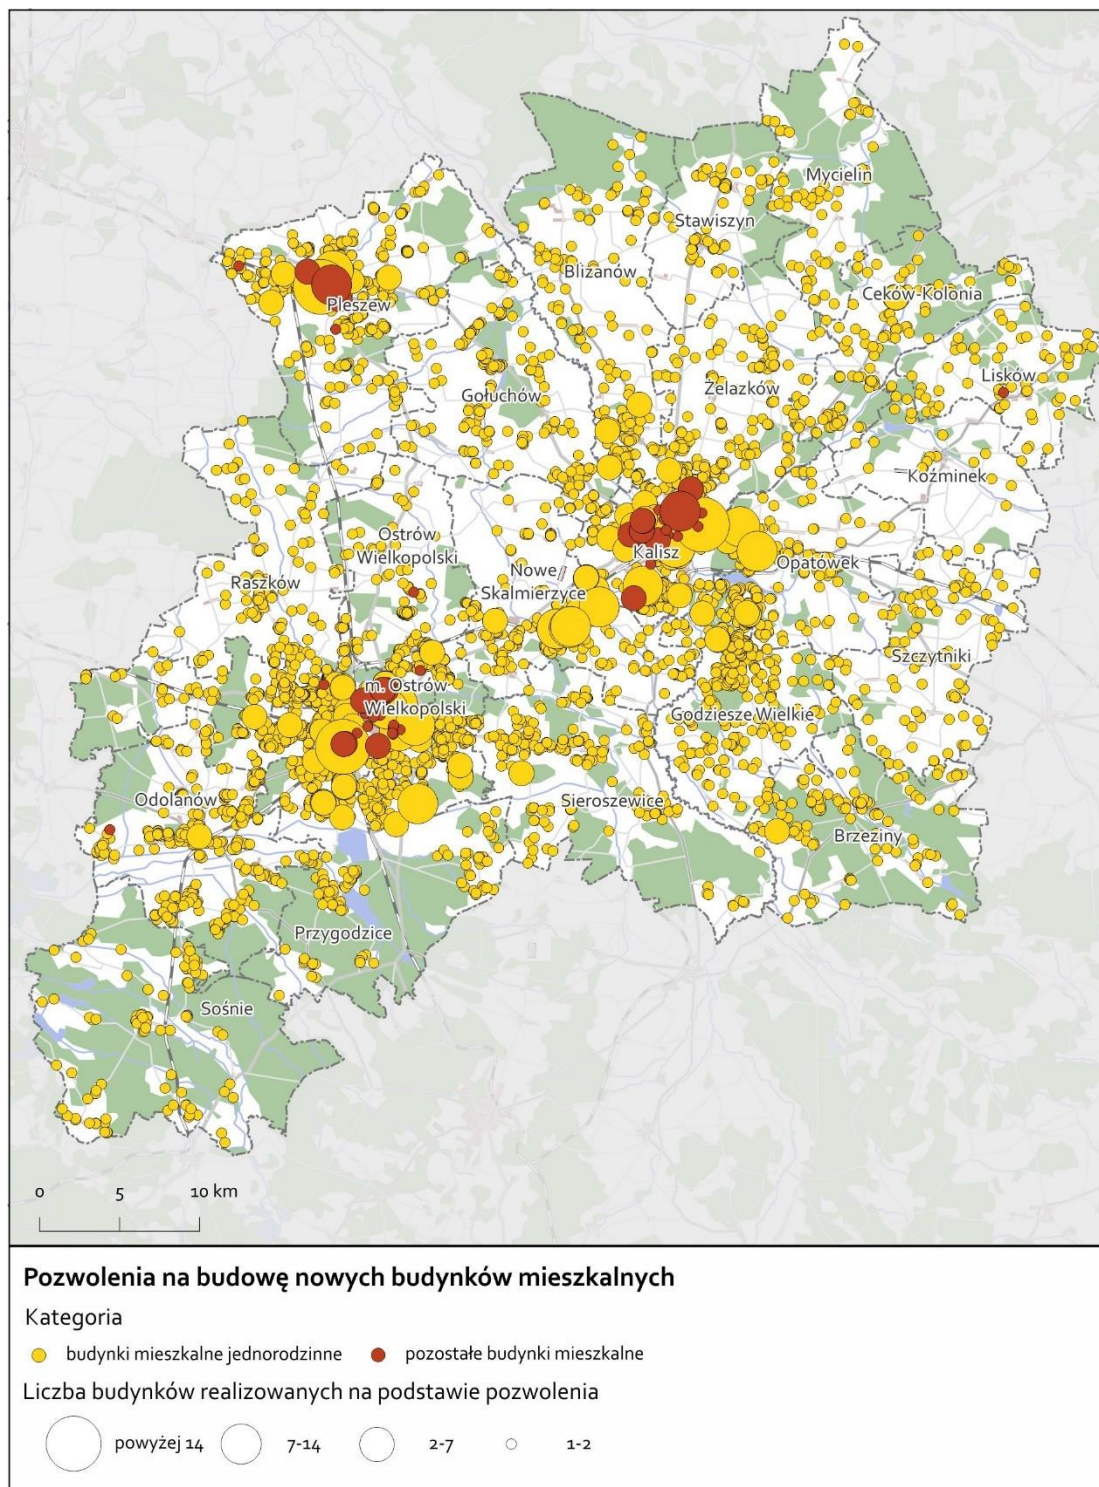 Mycielin
Stawiszyn
Blizanów
Ceków-Kolonia
Pleszew
Lisków
Żelazków
Gołuchów
Koźminek
Ostrów
Wielkopolski
Kalisz
Opatówek
Nowe
Skalmierzyce
Raszków
Szczytniki
m. Ostrów
Wielkopolski
Godziesze Wielkie
Odolanów
Sieroszewice
Brzeziny
Przygodzice
Sośnie
0 5 10 km
Pozwolenia na budowę nowych budynków mieszkalnych
Kategoria
budynki mieszkalne jednorodzinne pozostałe budynki mieszkalne
Liczba budynków realizowanych na podstawie pozwolenia
powyżej 14 7-14 2-7 1-2